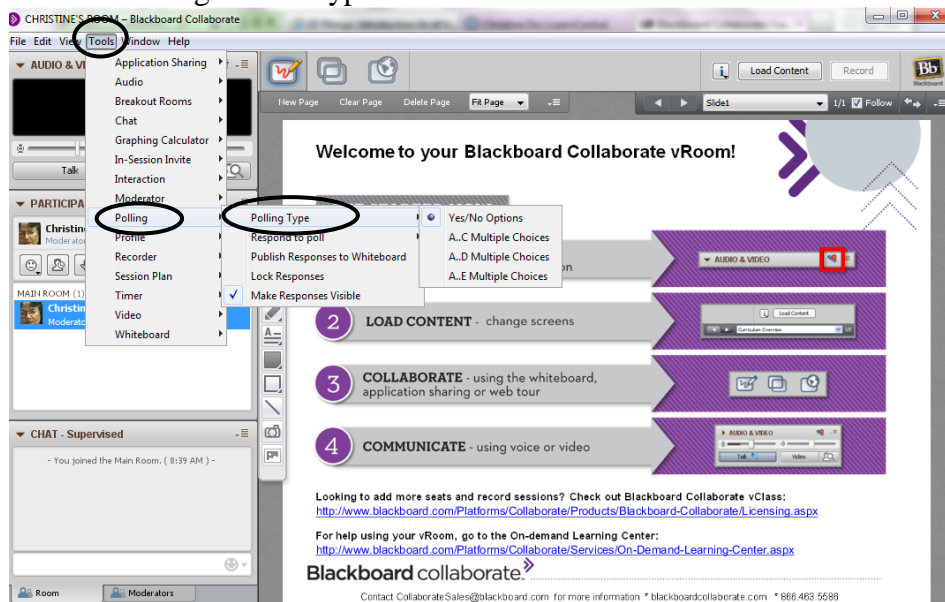 CHRISTINE'S ROOM – Blackboard Collaborate
File Edit View Tools Window Help
AUDIO & VI
Talk
PARTICIPA
Christin
Moderato
MAIN ROOM (1)
Christin
Moderato
Application Sharing
Audio
Breakout Rooms
Chat
Graphing Calculator
In-Session Invite
Interaction
Moderator
Polling
Profile
Recorder
Session Plan
Timer
Video
Whiteboard
Polling Type
Respond to poll
Publish Responses to Whiteboard
Lock Responses
Make Responses Visible
Yes/No Options
A..C Multiple Choices
A..D Multiple Choices
A..E Multiple Choices
CHAT - Supervised
- You joined the Main Room. ( 8:39 AM ) -
Room
Moderators
Load Content
Record
Bb
Blackboard
New Page Clear Page Delete Page Fit Page
Slide1
1/1 Follow
Welcome to your Blackboard Collaborate vRoom!
on
AUDIO & VIDEO
2 LOAD CONTENT - change screens
Load Content
Curriculum Overview
3 COLLABORATE - using the whiteboard,
application sharing or web tour
4 COMMUNICATE - using voice or video
AUDIO & VIDEO
Talk
Video
Looking to add more seats and record sessions? Check out Blackboard Collaborate vClass:
http://www.blackboard.com/Platforms/Collaborate/Products/Blackboard-Collaborate/Licensing.aspx
For help using your vRoom, go to the On-demand Learning Center:
http://www.blackboard.com/Platforms/Collaborate/Services/On-Demand-Learning-Center.aspx
Blackboard collaborate.
Contact CollaborateSales@blackboard.com for more information * blackboardcollaborate.com * 866.463.5586